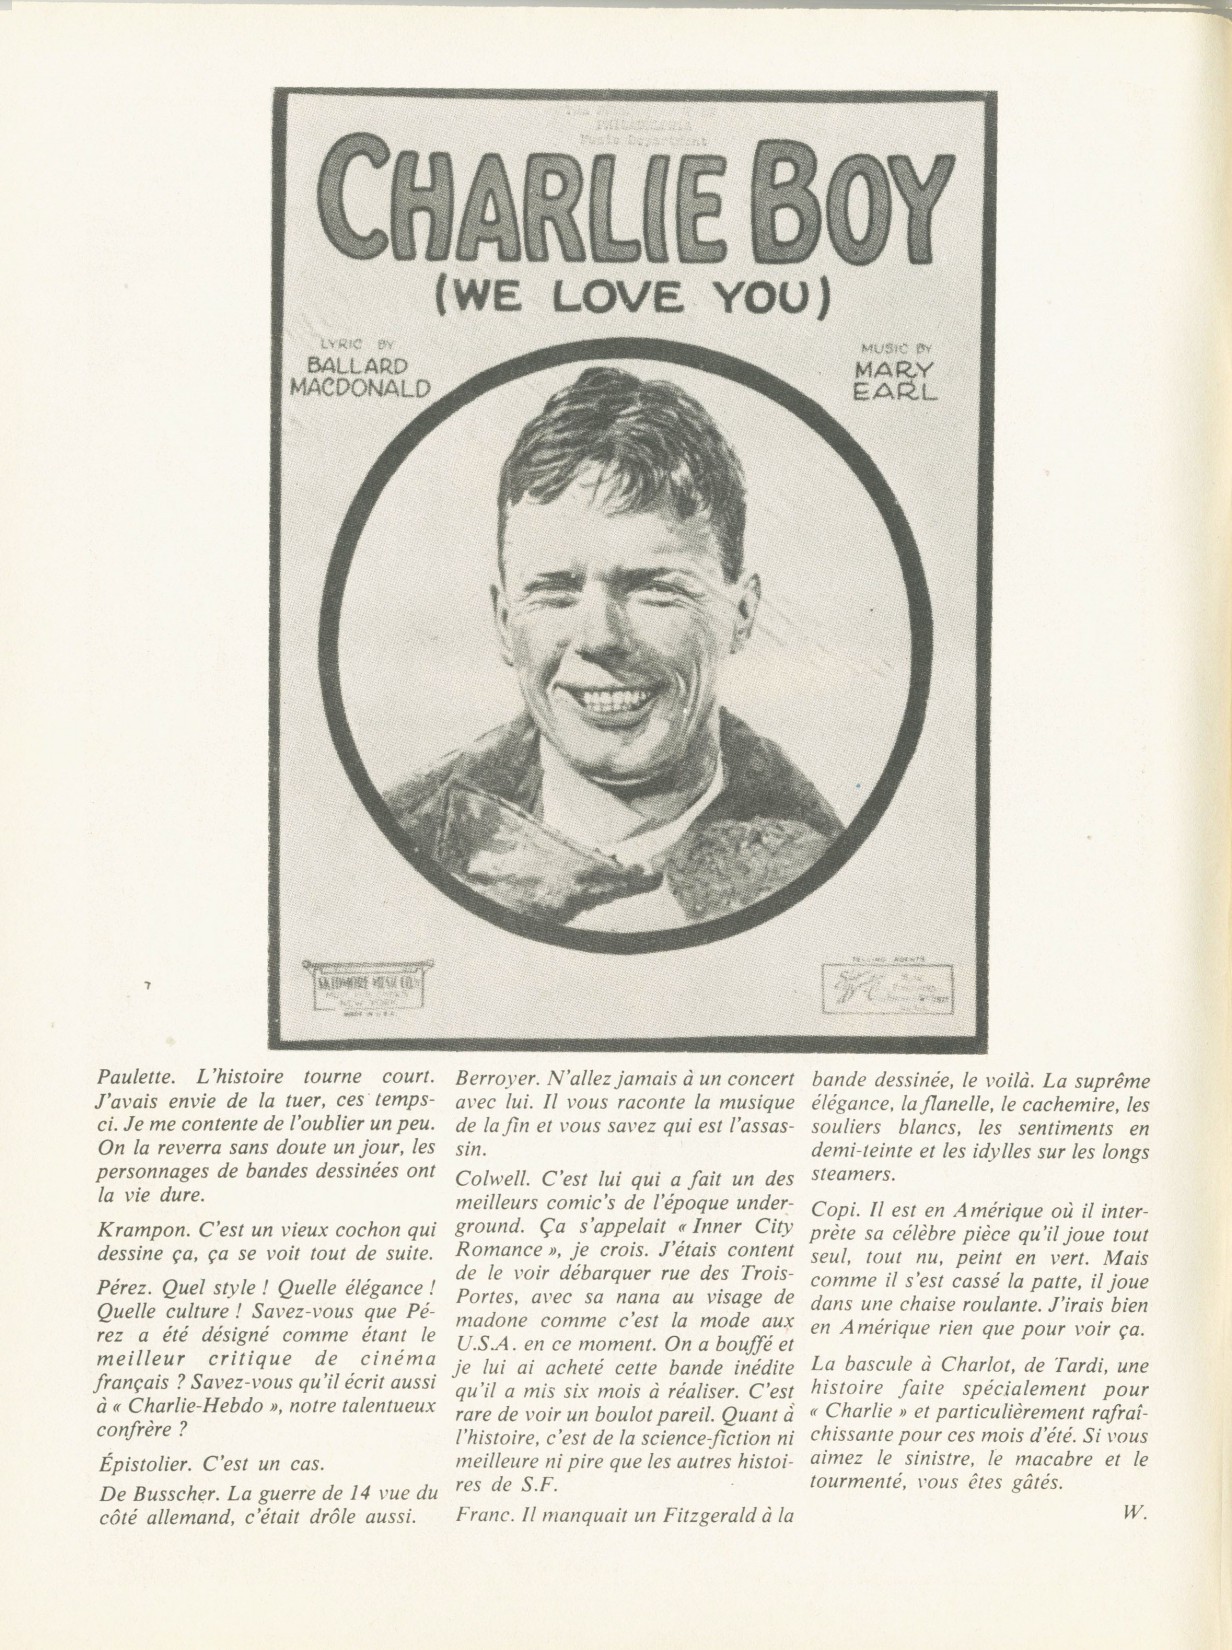 PHILADELPHIA
Music Department
CHARLIE BOY
(WE LOVE YOU)
LYRIC BY
BALLARD
MACDONALD
MUSIC BY
MARY
EARL
SKIDMORE MUSIC CO.
NEW YORK
MADE IN U.S.A.
SELLING AGENTS
Paulette. L'histoire tourne court.
J'avais envie de la tuer, ces temps-
ci. Je me contente de l'oublier un peu.
On la reverra sans doute un jour, les
personnages de bandes dessinées ont
la vie dure.
Krampon. C'est un vieux cochon qui
dessine ça, ça se voit tout de suite.
Pérez. Quel style ! Quelle élégance !
Quelle culture ! Savez-vous que Pé-
rez a été désigné comme étant le
meilleur critique de cinéma
français ? Savez-vous qu'il écrit aussi
à « Charlie-Hebdo », notre talentueux
confrère ?
Épistolier. C'est un cas.
De Busscher. La guerre de 14 vue du
côté allemand, c'était drôle aussi.
Berroyer. N'allez jamais à un concert
avec lui. Il vous raconte la musique
de la fin et vous savez qui est l'assas-
sin.
Colwell. C'est lui qui a fait un des
meilleurs comic's de l'époque under-
ground. Ça s'appelait « Inner City
Romance », je crois. J'étais content
de le voir débarquer rue des Trois-
Portes, avec sa nana au visage de
madone comme c'est la mode aux
U.S.A. en ce moment. On a bouffé et
je lui ai acheté cette bande inédite
qu'il a mis six mois à réaliser. C'est
rare de voir un boulot pareil. Quant à
l'histoire, c'est de la science-fiction ni
meilleure ni pire que les autres histoi-
res de S.F.
Franc. Il manquait un Fitzgerald à la
bande dessinée, le voilà. La suprême
élégance, la flanelle, le cachemire, les
souliers blancs, les sentiments en
demi-teinte et les idylles sur les longs
steamers.
Copi. Il est en Amérique où il inter-
prète sa célèbre pièce qu'il joue tout
seul, tout nu, peint en vert. Mais
comme il s'est cassé la patte, il joue
dans une chaise roulante. J'irais bien
en Amérique rien que pour voir ça.
La bascule à Charlot, de Tardi, une
histoire faite spécialement pour
« Charlie » et particulièrement rafraî-
chissante pour ces mois d'été. Si vous
aimez le sinistre, le macabre et le
tourmenté, vous êtes gâtés.
W.